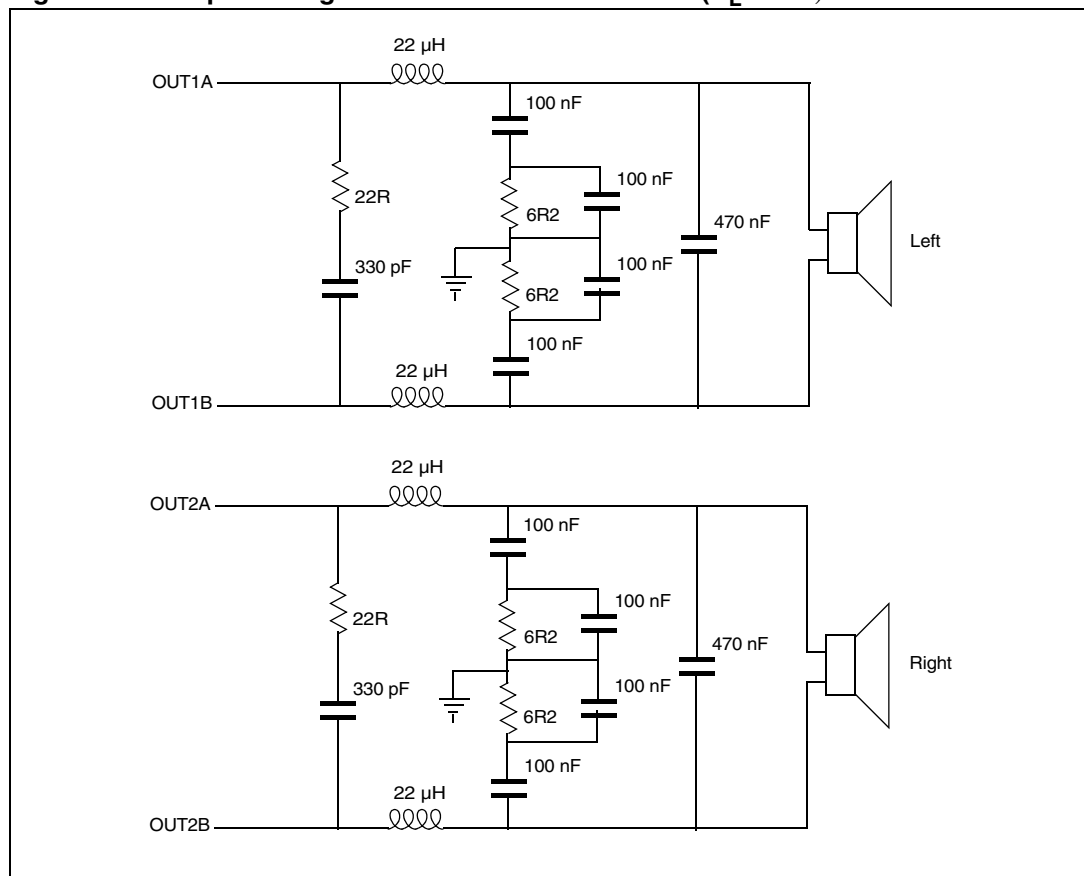 22 µH
OUT1A
100 nF
22R
100 nF
6R2
470 nF
Left
330 pF
100 nF
6R2
100 nF
22 µH
OUT1B
22 µH
OUT2A
100 nF
22R
100 nF
6R2
470 nF
Right
330 pF
100 nF
6R2
100 nF
22 µH
OUT2B